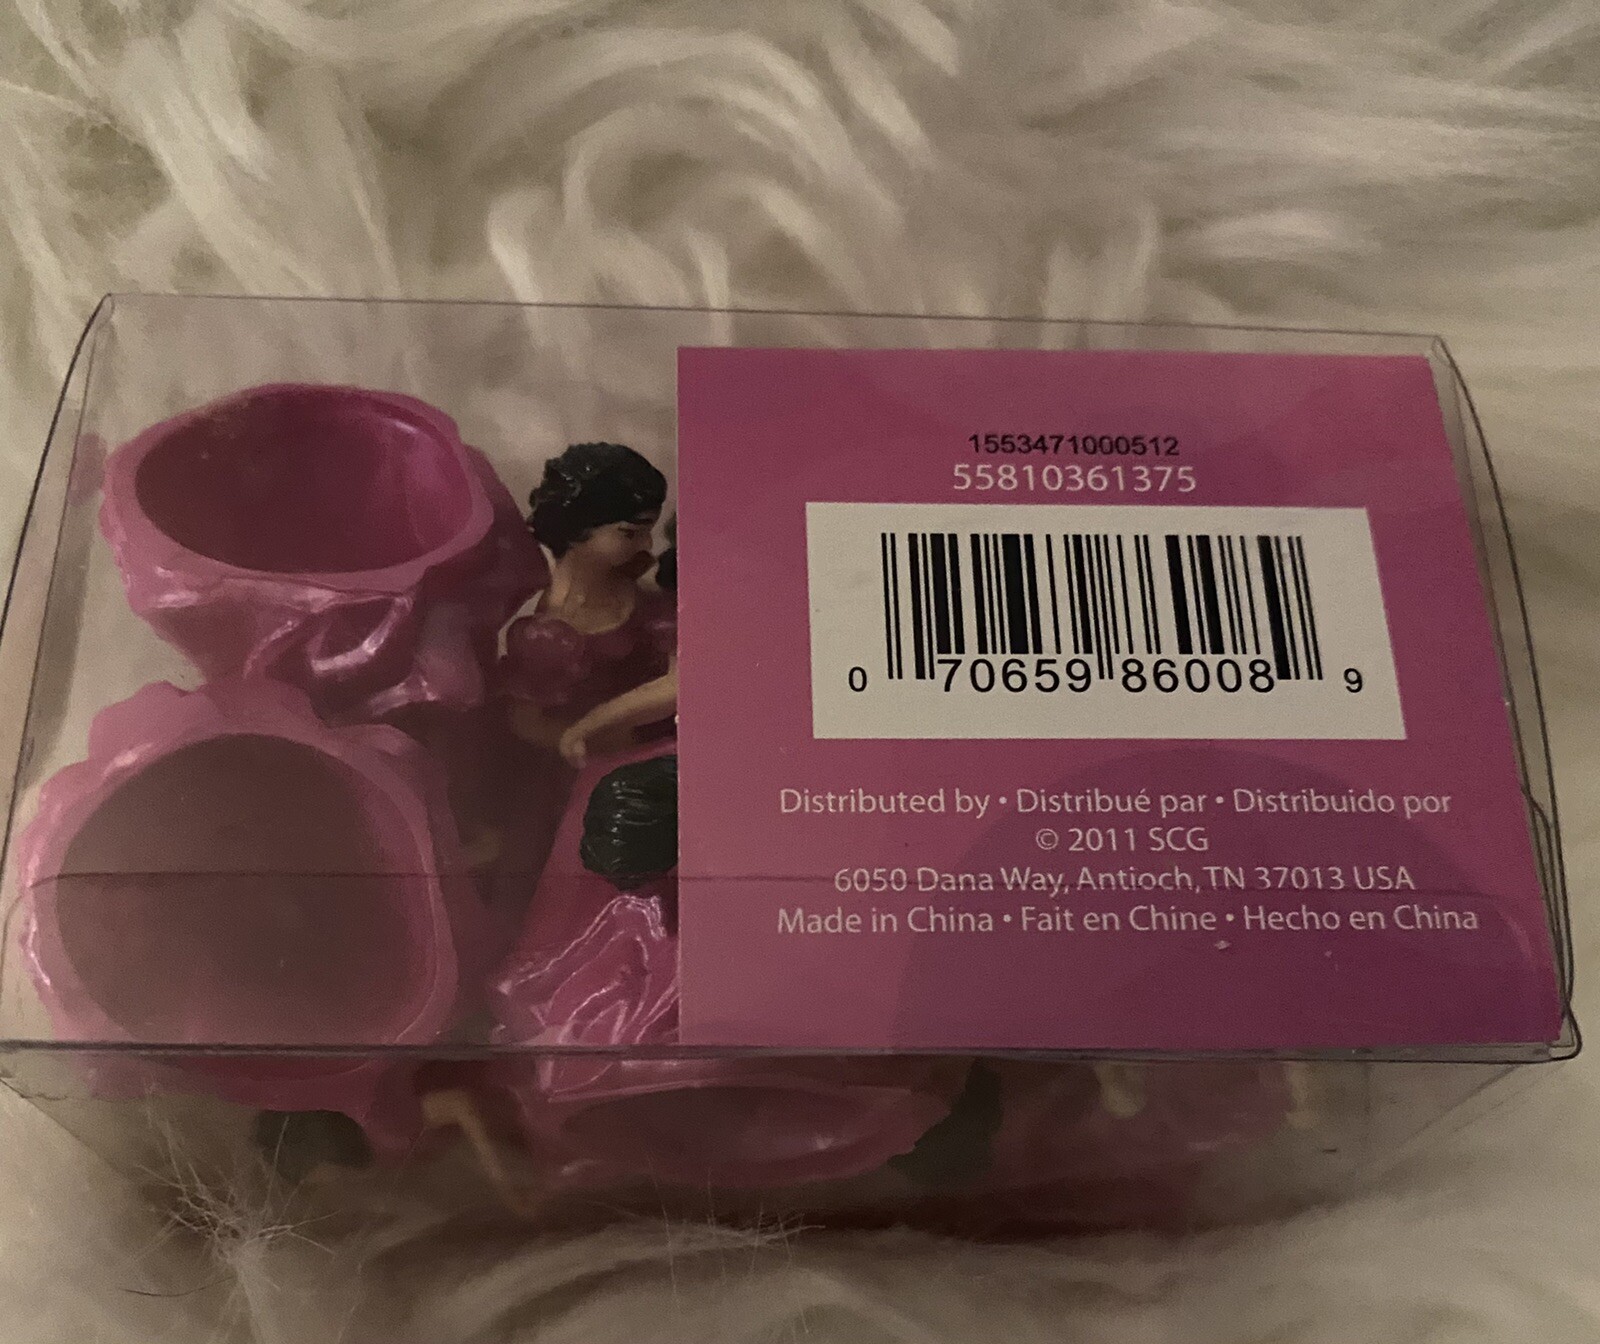 1553471000512
55810361375
0 70659 86008 9
Distributed by • Distribué par • Distribuido por
© 2011 SCG
6050 Dana Way, Antioch, TN 37013 USA
Made in China • Fait en Chine • Hecho en China